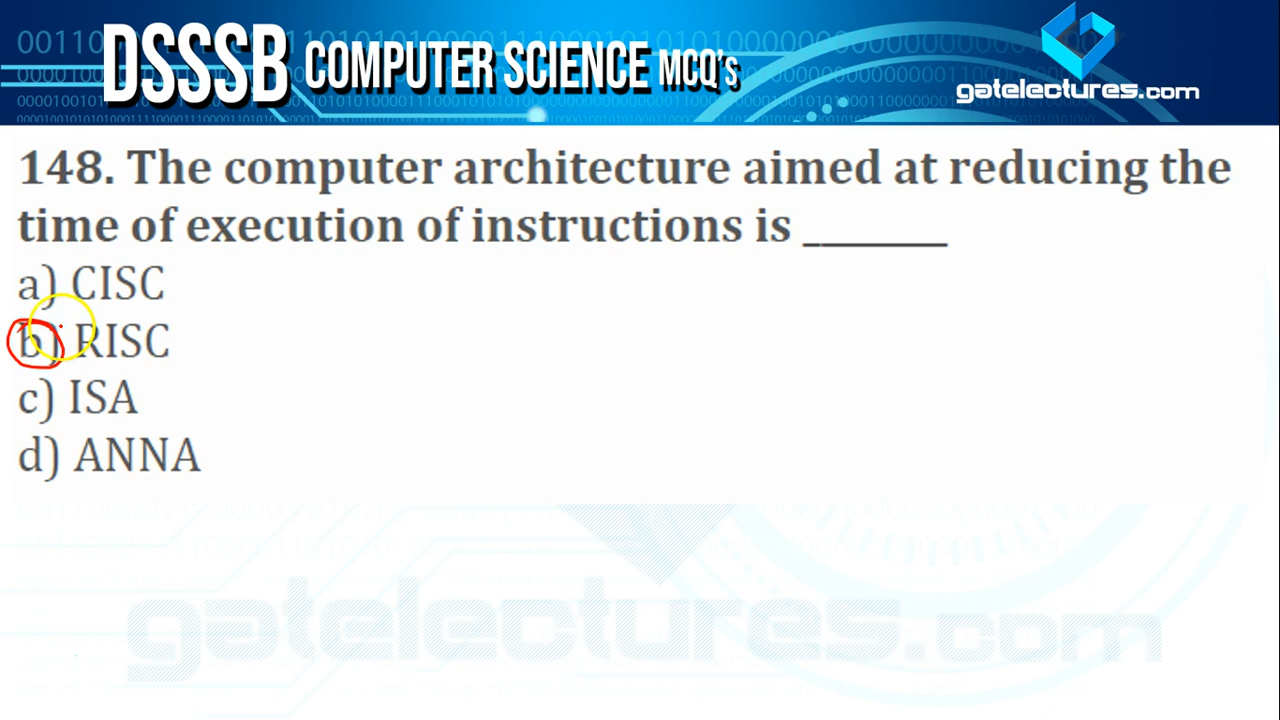 DSSSB COMPUTER SCIENCE MCQ's
gatelectures.com
148. The computer architecture aimed at reducing the
time of execution of instructions is ________
a) CISC
b) RISC
c) ISA
d) ANNA
gatelectures.com